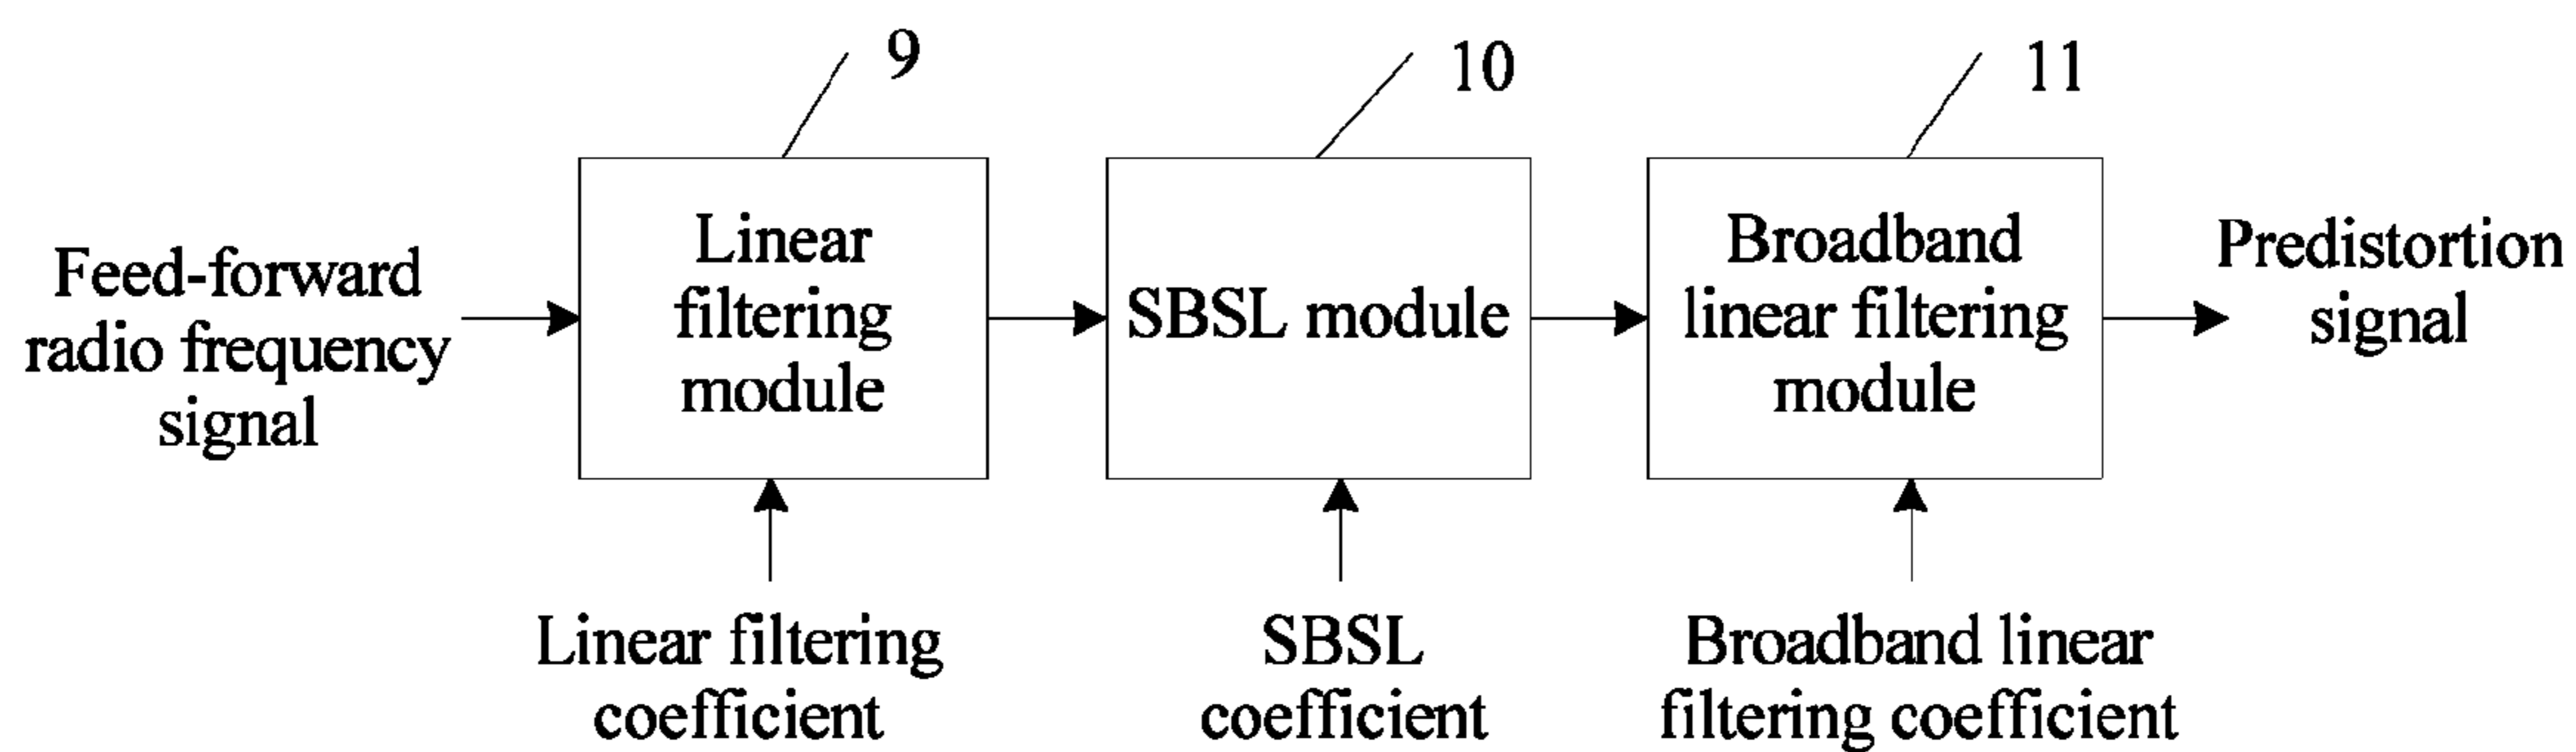 9
10
11
Feed-forward
radio frequency
signal
Linear
filtering
module
SBSL module
Broadband
linear filtering
module
Predistortion
signal
Linear filtering
coefficient
SBSL
coefficient
Broadband linear
filtering coefficient